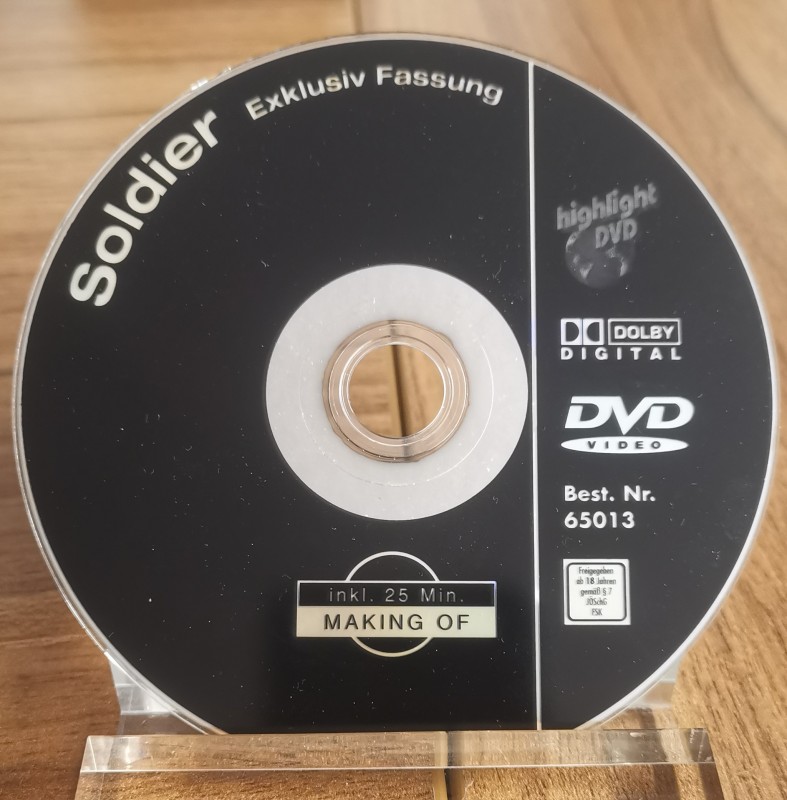 Soldier
Exklusiv Fassung
highlight
DVD
DOLBY
DIGITAL
DVD
VIDEO
Best. Nr.
65013
Freigegeben
ab 18 Jahren
gemäß § 7
JÖSchG
FSK
inkl. 25 Min.
MAKING OF